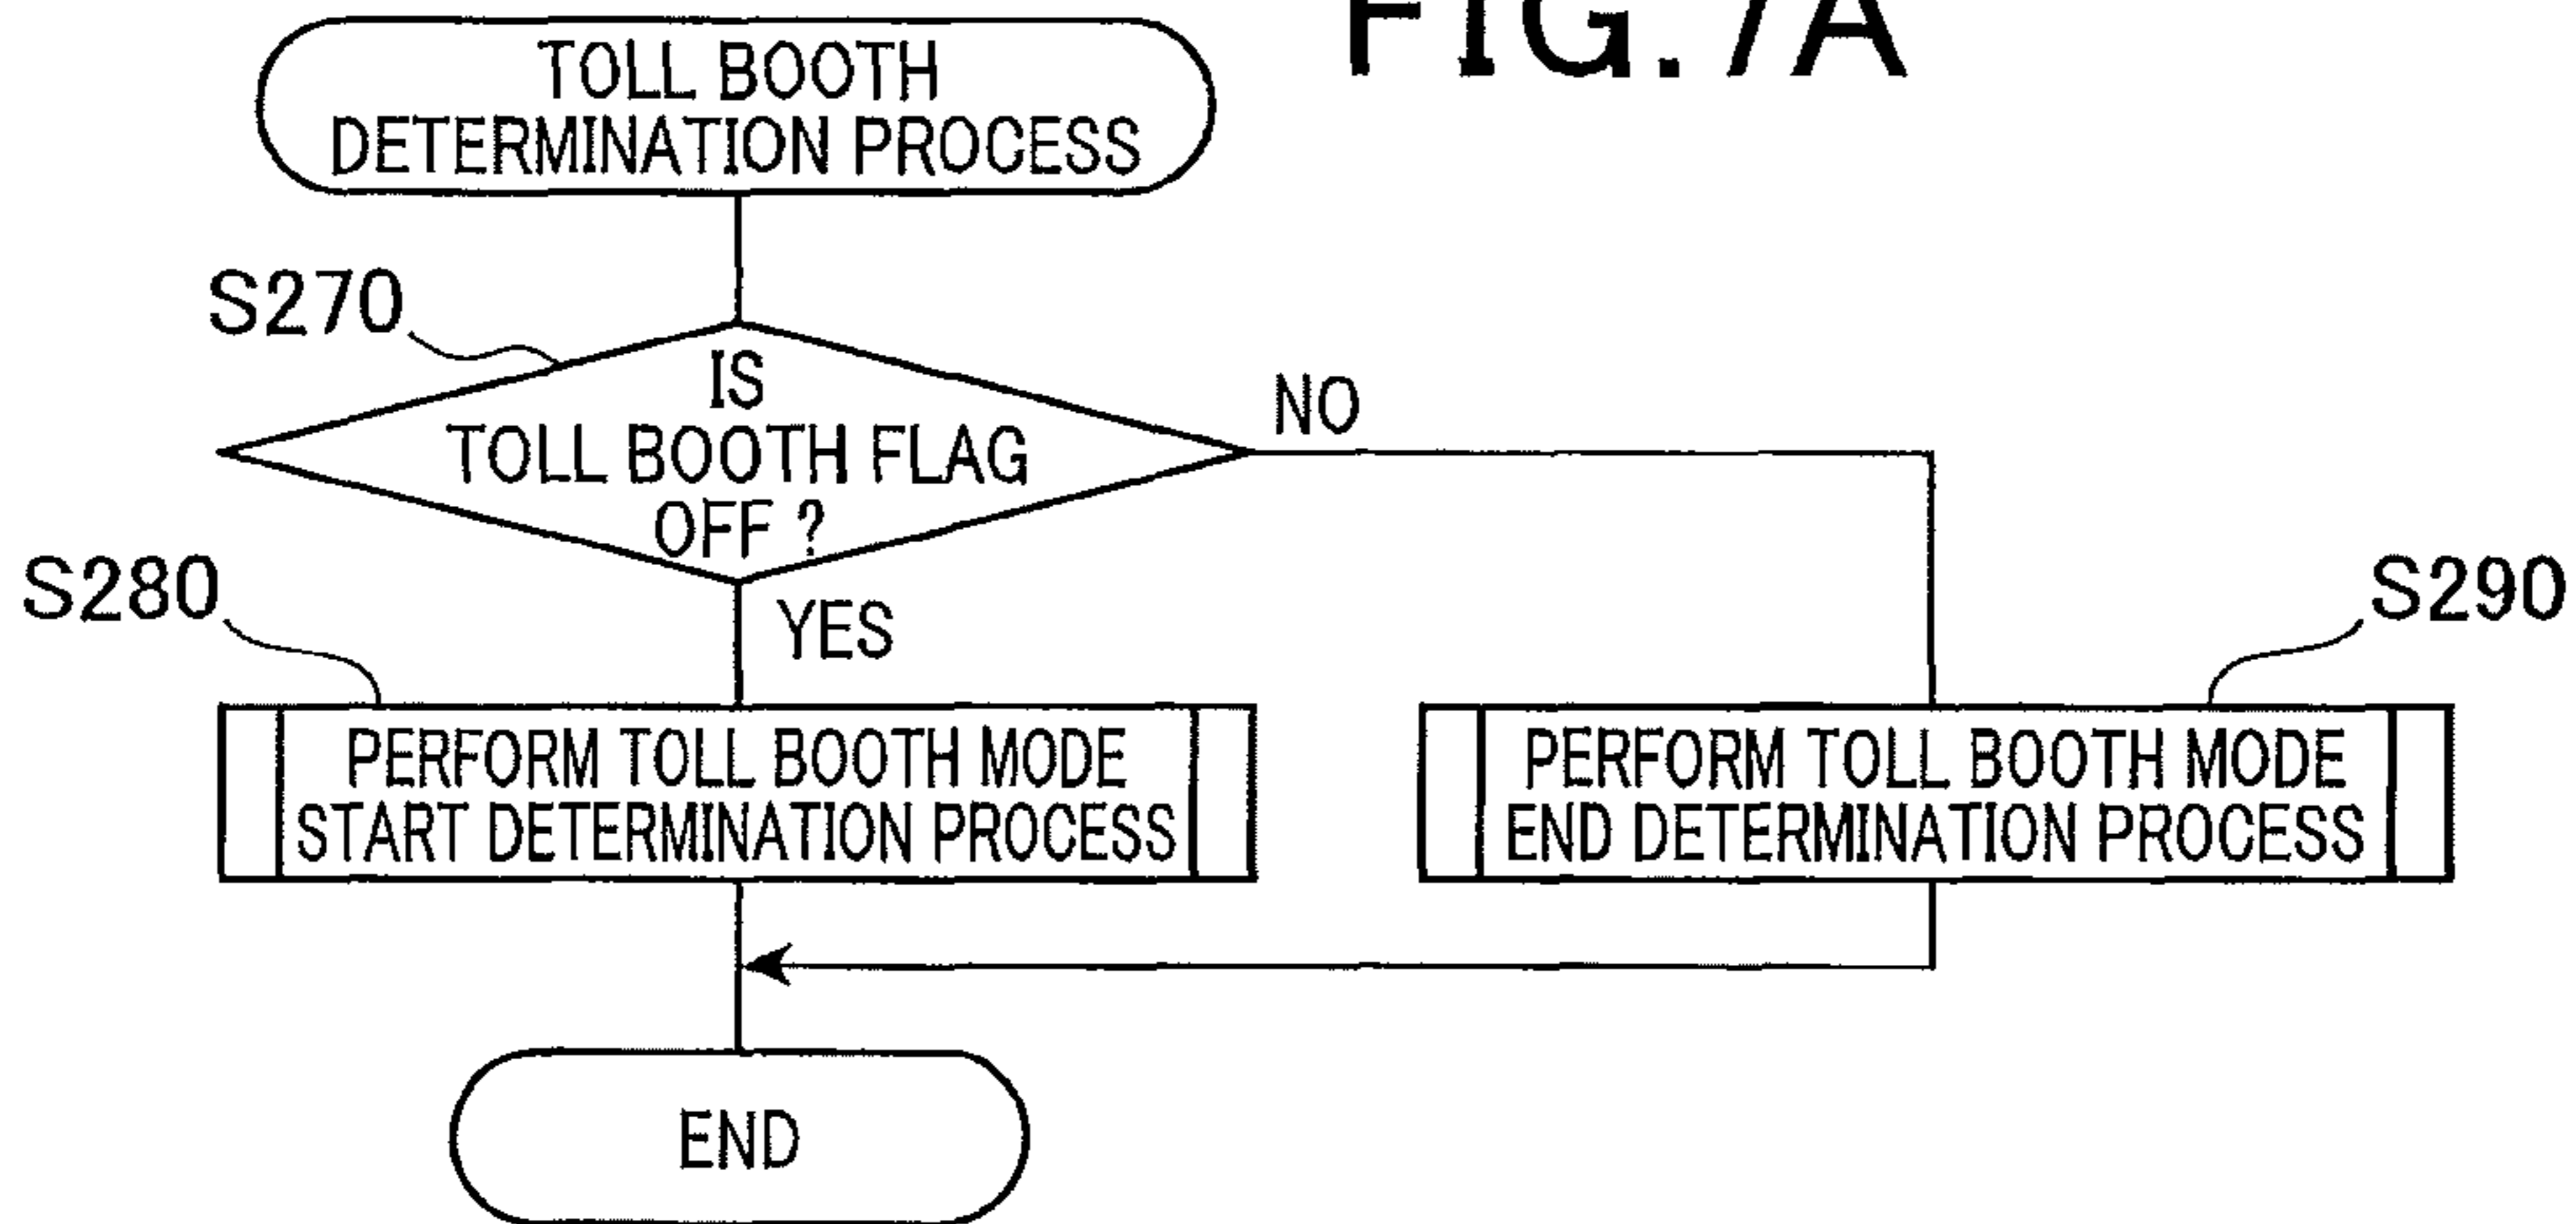 FIG. 7A
TOLL BOOTH
DETERMINATION PROCESS
S270
IS
TOLL BOOTH FLAG
OFF ?
NO
YES
S280
PERFORM TOLL BOOTH MODE
START DETERMINATION PROCESS
S290
PERFORM TOLL BOOTH MODE
END DETERMINATION PROCESS
END